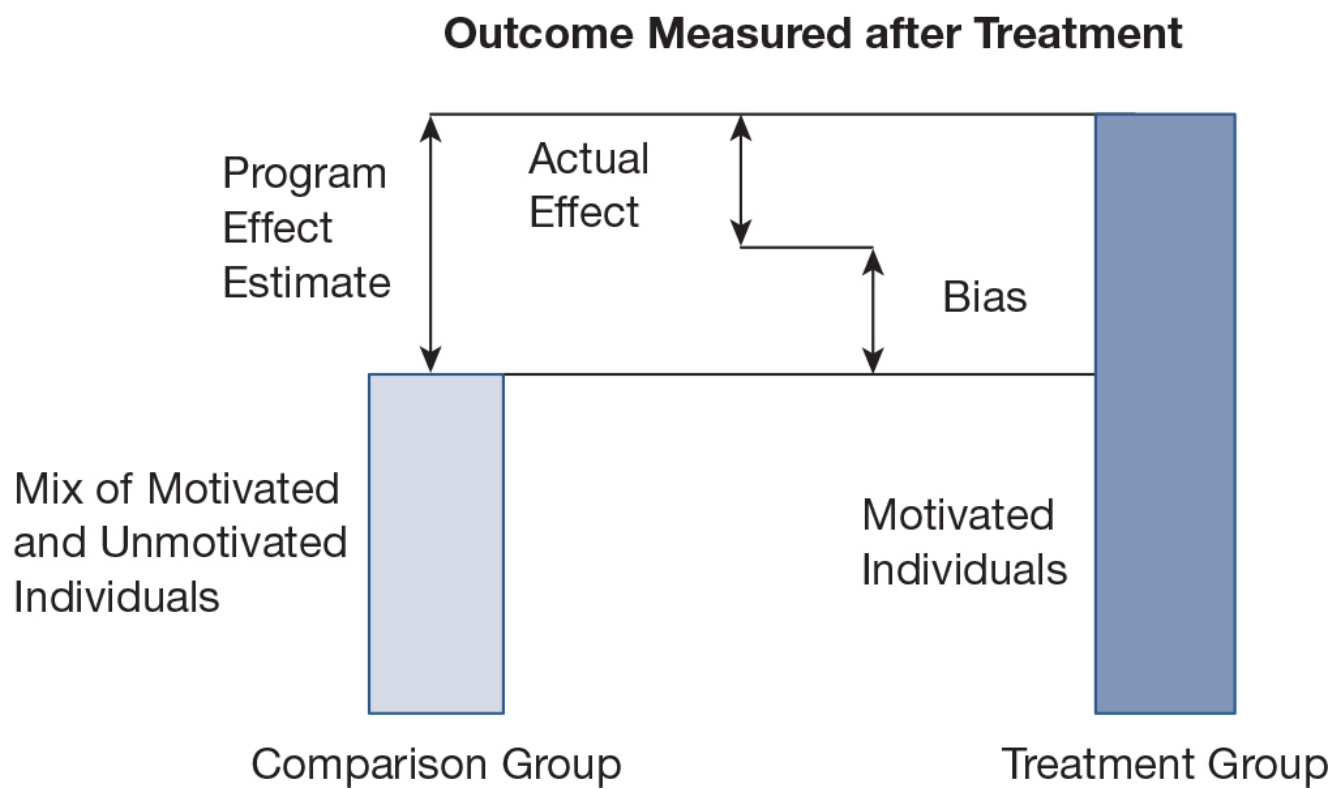 Outcome Measured after Treatment
Program
Effect
Estimate
Actual
Effect
Bias
Mix of Motivated
and Unmotivated
Individuals
Motivated
Individuals
Comparison Group
Treatment Group